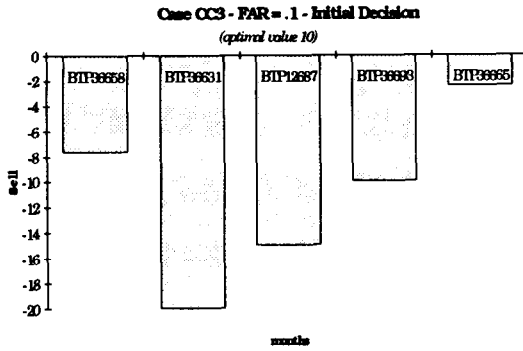 Case CC3 - FAR = .1 - Initial Decision
(optimal value 10)
0
-2
-4
-6
-8
-10
-12
-14
-16
-18
-20
sell
BTP36658
BTP36631
BTP12687
BTP36693
BTP36665
months